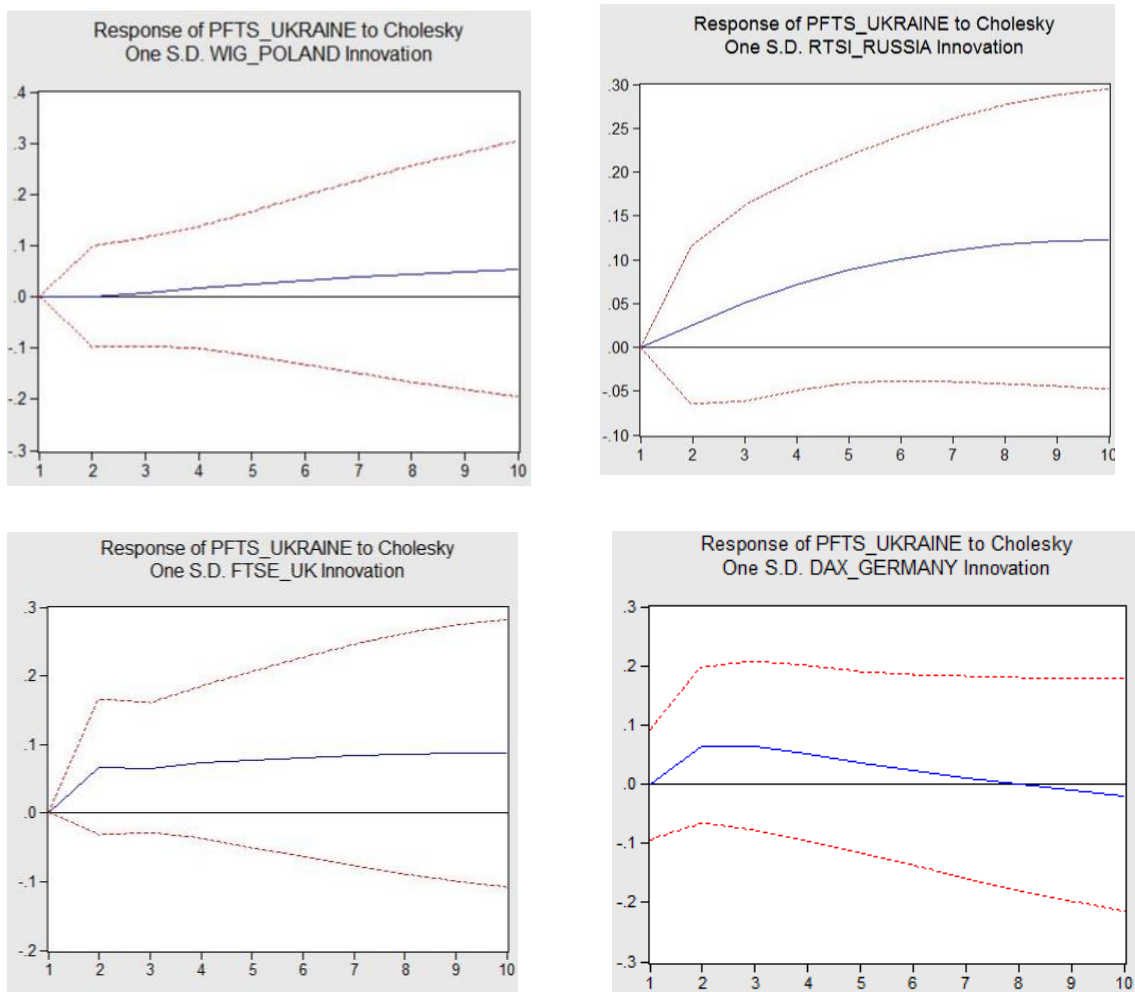 Response of PFTS_UKRAINE to Cholesky
One S.D. WIG_POLAND Innovation
.4
.3
.2
.1
.0
-.1
-.2
-.3
1 2 3 4 5 6 7 8 9 10
Response of PFTS_UKRAINE to Cholesky
One S.D. RTSI_RUSSIA Innovation
.30
.25
.20
.15
.10
.05
.00
-.05
-.10
1 2 3 4 5 6 7 8 9 10
Response of PFTS_UKRAINE to Cholesky
One S.D. FTSE_UK Innovation
.3
.2
.1
.0
-.1
-.2
1 2 3 4 5 6 7 8 9 10
Response of PFTS_UKRAINE to Cholesky
One S.D. DAX_GERMANY Innovation
.3
.2
.1
.0
-.1
-.2
-.3
1 2 3 4 5 6 7 8 9 10